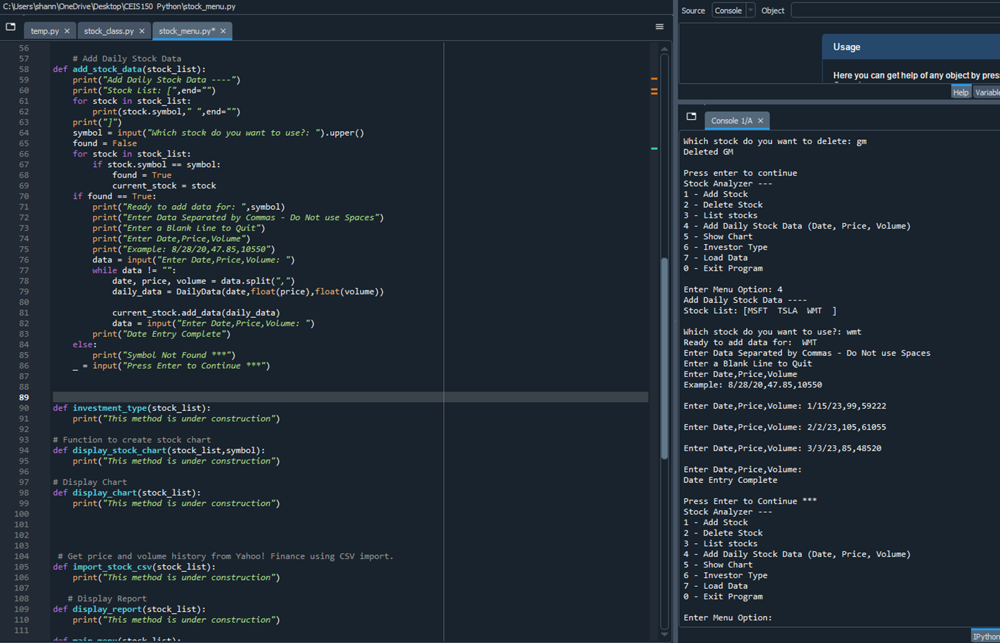 C:\Users\shann\OneDrive\Desktop\CEIS150 Python\stock_menu.py
temp.py × stock_class.py × stock_menu.py* ×
56
57 # Add Daily Stock Data
58 def add_stock_data(stock_list):
59 print("Add Daily Stock Data ----")
60 print("Stock List: [",end="")
61 for stock in stock_list:
62 print(stock.symbol," ",end="")
63 print("]")
64 symbol = input("Which stock do you want to use?: ").upper()
65 found = False
66 for stock in stock_list:
67 if stock.symbol == symbol:
68 found = True
69 current_stock = stock
70 if found == True:
71 print("Ready to add data for: ",symbol)
72 print("Enter Data Separated by Commas - Do Not use Spaces")
73 print("Enter a Blank Line to Quit")
74 print("Enter Date,Price,Volume")
75 print("Example: 8/28/20,47.85,10550")
76 data = input("Enter Date,Price,Volume: ")
77 while data != "":
78 date, price, volume = data.split(",")
79 daily_data = DailyData(date,float(price),float(volume))
80
81 current_stock.add_data(daily_data)
82 data = input("Enter Date,Price,Volume: ")
83 print("Date Entry Complete")
84 else:
85 print("Symbol Not Found ***")
86 _ = input("Press Enter to Continue ***")
87
88
89
90 def investment_type(stock_list):
91 print("This method is under construction")
92
93 # Function to create stock chart
94 def display_stock_chart(stock_list,symbol):
95 print("This method is under construction")
96
97 # Display Chart
98 def display_chart(stock_list):
99 print("This method is under construction")
100
101
102
103
104 # Get price and volume history from Yahoo! Finance using CSV import.
105 def import_stock_csv(stock_list):
106 print("This method is under construction")
107
108 # Display Report
109 def display_report(stock_list):
110 print("This method is under construction")
111
def main_menu(stock_list):
Source Console Object
Usage
Here you can get help of any object by press
Help Variable
Console 1/A ×
Which stock do you want to delete: gm
Deleted GM
Press enter to continue
Stock Analyzer ---
1 - Add Stock
2 - Delete Stock
3 - List stocks
4 - Add Daily Stock Data (Date, Price, Volume)
5 - Show Chart
6 - Investor Type
7 - Load Data
0 - Exit Program
Enter Menu Option: 4
Add Daily Stock Data ----
Stock List: [MSFT TSLA WMT ]
Which stock do you want to use?: wmt
Ready to add data for: WMT
Enter Data Separated by Commas - Do Not use Spaces
Enter a Blank Line to Quit
Enter Date,Price,Volume
Example: 8/28/20,47.85,10550
Enter Date,Price,Volume: 1/15/23,99,59222
Enter Date,Price,Volume: 2/2/23,105,61055
Enter Date,Price,Volume: 3/3/23,85,48520
Enter Date,Price,Volume:
Date Entry Complete
Press Enter to Continue ***
Stock Analyzer ---
1 - Add Stock
2 - Delete Stock
3 - List stocks
4 - Add Daily Stock Data (Date, Price, Volume)
5 - Show Chart
6 - Investor Type
7 - Load Data
0 - Exit Program
Enter Menu Option:
IPython